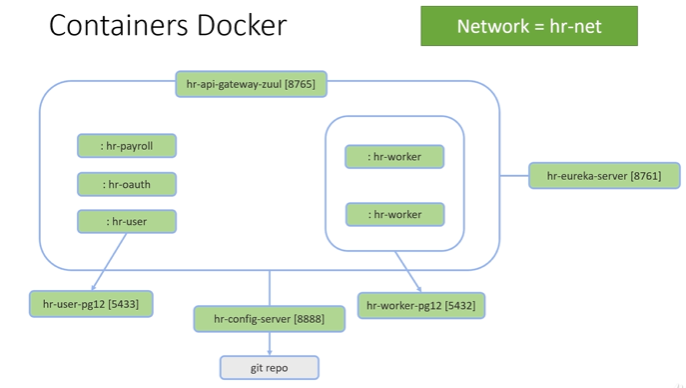 Containers Docker
Network = hr-net
hr-api-gateway-zuul [8765]
: hr-payroll
: hr-oauth
: hr-user
: hr-worker
: hr-worker
hr-eureka-server [8761]
hr-user-pg12 [5433]
hr-config-server [8888]
hr-worker-pg12 [5432]
git repo